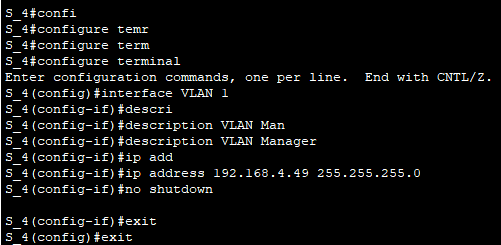 S_4#confi
S_4#configure temr
S_4#configure term
S_4#configure terminal
Enter configuration commands, one per line.  End with CNTL/Z.
S_4(config)#interface VLAN 1
S_4(config-if)#descri
S_4(config-if)#description VLAN Man
S_4(config-if)#description VLAN Manager
S_4(config-if)#ip add
S_4(config-if)#ip address 192.168.4.49 255.255.255.0
S_4(config-if)#no shutdown
S_4(config-if)#exit
S_4(config)#exit